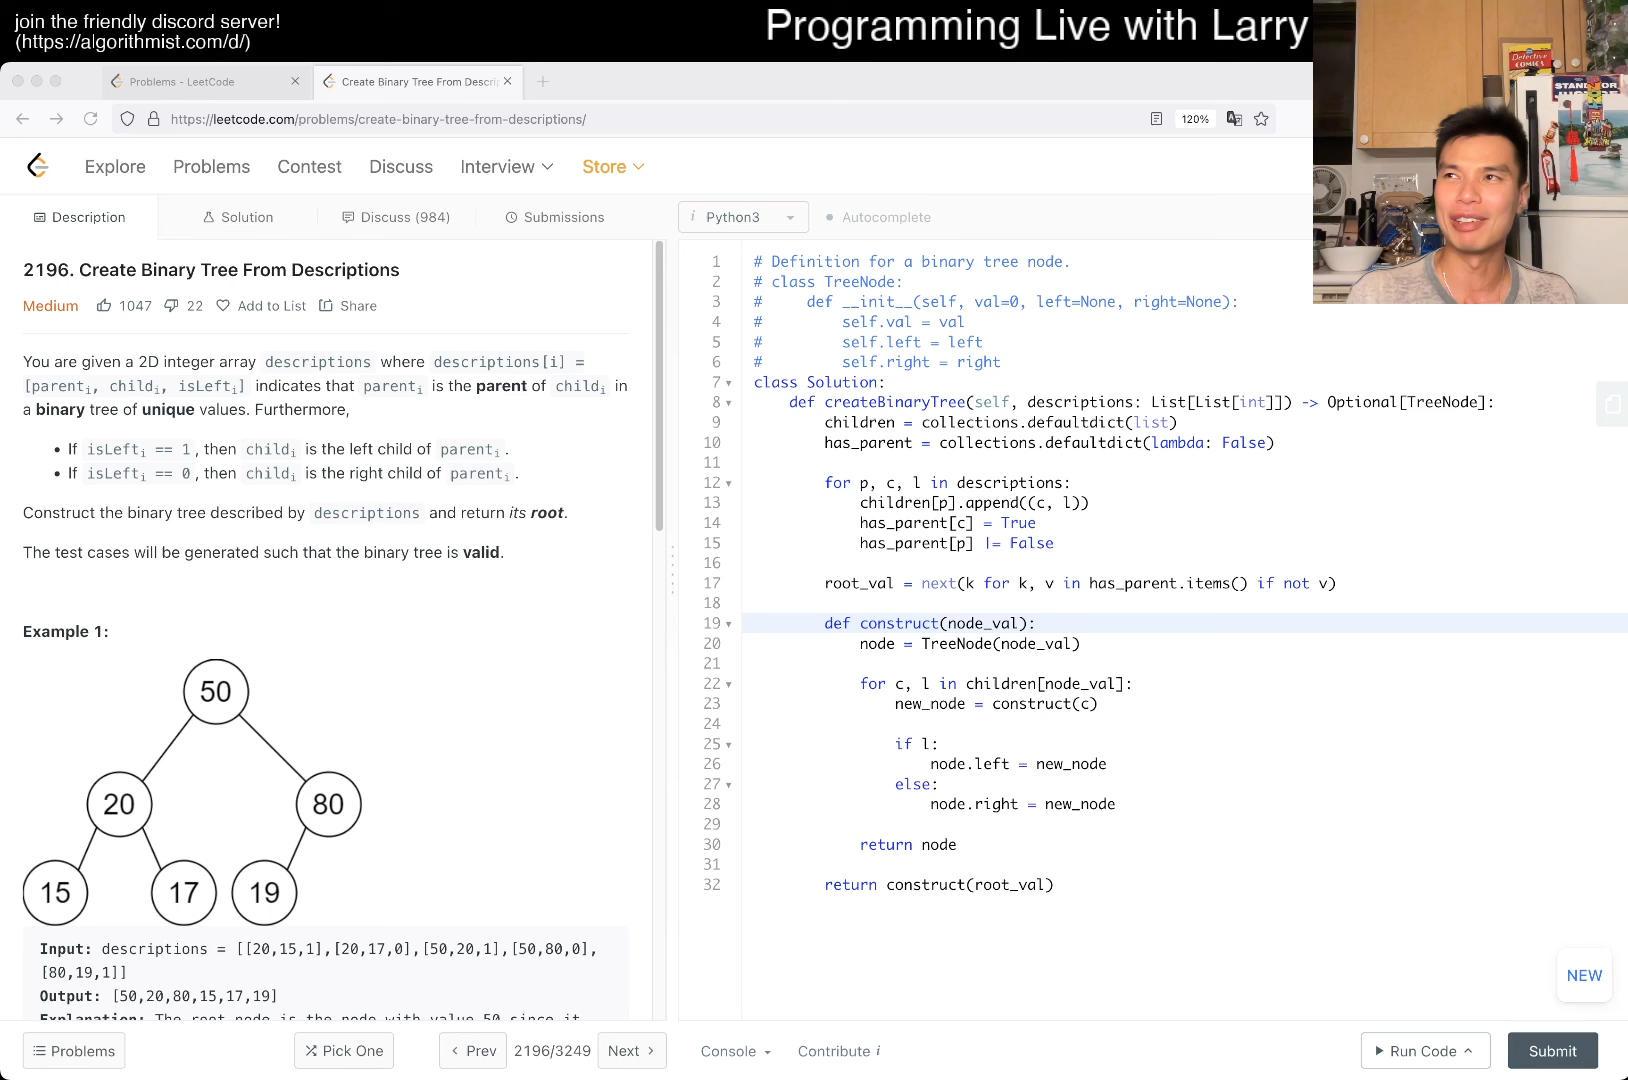 join the friendly discord server!
(https://algorithmist.com/d/)
Programming Live with Larry
Problems - LeetCode
Create Binary Tree From Descri
https://leetcode.com/problems/create-binary-tree-from-descriptions/
120%
Explore
Problems
Contest
Discuss
Interview
Store
Description
Solution
Discuss (984)
Submissions
i Python3
Autocomplete
2196. Create Binary Tree From Descriptions
Medium 1047 22 Add to List Share
You are given a 2D integer array descriptions where descriptions[i] =
[parentᵢ, childᵢ, isLeftᵢ] indicates that parentᵢ is the parent of childᵢ in
a binary tree of unique values. Furthermore,
• If isLeftᵢ == 1, then childᵢ is the left child of parentᵢ.
• If isLeftᵢ == 0, then childᵢ is the right child of parentᵢ.
Construct the binary tree described by descriptions and return its root.
The test cases will be generated such that the binary tree is valid.
Example 1:
50
20 80
15 17 19
Input: descriptions = [[20,15,1],[20,17,0],[50,20,1],[50,80,0],
[80,19,1]]
Output: [50,20,80,15,17,19]
Explanation: The root node is the node with value 50 since it
1 # Definition for a binary tree node.
2 # class TreeNode:
3 #     def __init__(self, val=0, left=None, right=None):
4 #         self.val = val
5 #         self.left = left
6 #         self.right = right
7 class Solution:
8     def createBinaryTree(self, descriptions: List[List[int]]) -> Optional[TreeNode]:
9         children = collections.defaultdict(list)
10         has_parent = collections.defaultdict(lambda: False)
11
12         for p, c, l in descriptions:
13             children[p].append((c, l))
14             has_parent[c] = True
15             has_parent[p] |= False
16
17         root_val = next(k for k, v in has_parent.items() if not v)
18
19         def construct(node_val):
20             node = TreeNode(node_val)
21
22             for c, l in children[node_val]:
23                 new_node = construct(c)
24
25                 if l:
26                     node.left = new_node
27                 else:
28                     node.right = new_node
29
30             return node
31
32         return construct(root_val)
NEW
Problems
Pick One
Prev
2196/3249
Next
Console
Contribute i
Run Code
Submit
Detective
COMICS